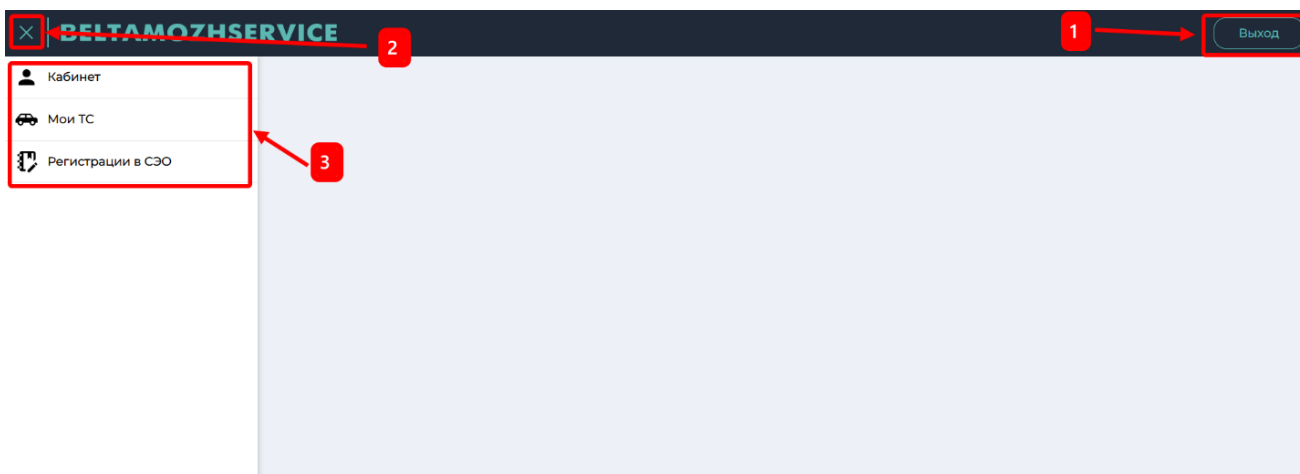 BELTAMOZHSERVICE
2
1
Выход
Кабинет
Мои ТС
Регистрации в СЭО
3